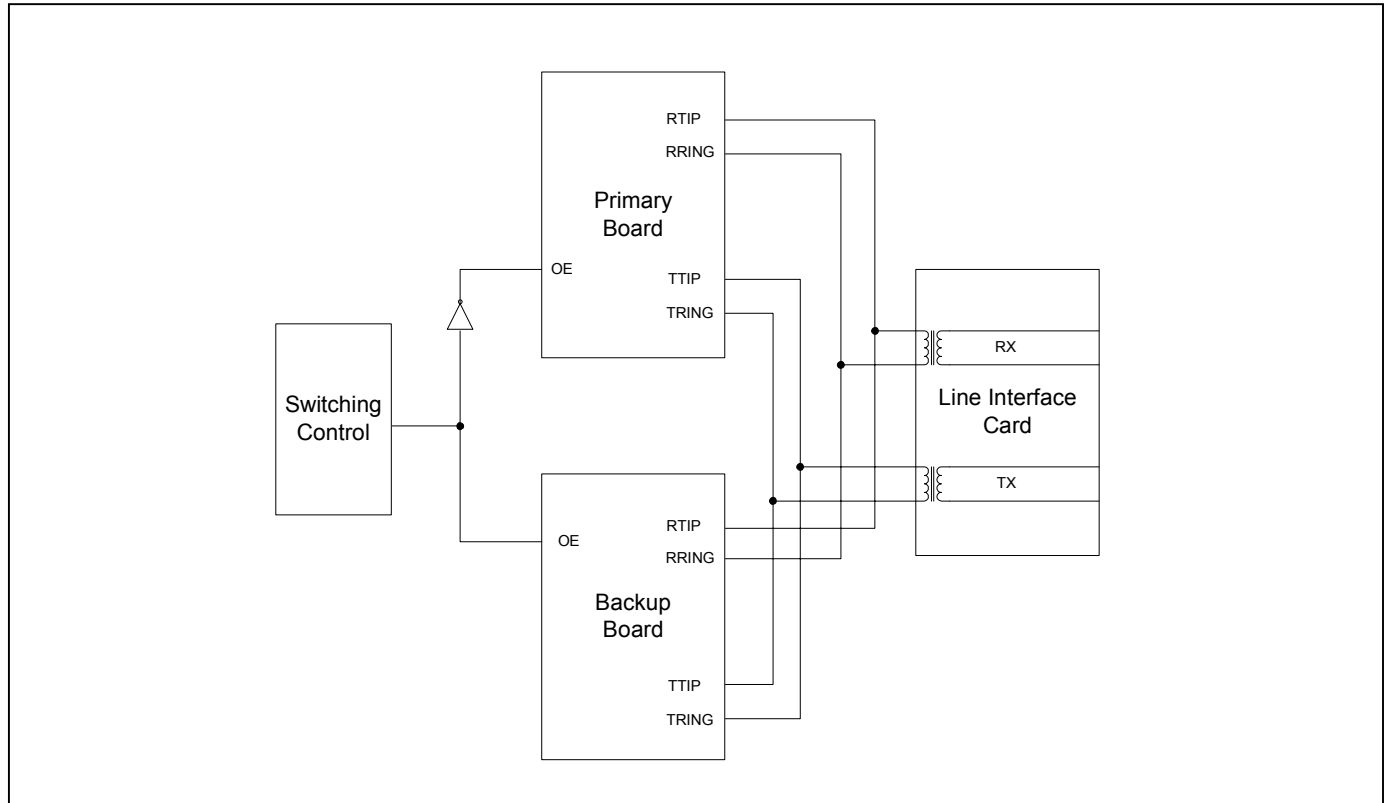 RTIP
RRING
Primary
Board
OE
TTIP
TRING
Switching
Control
RX
Line Interface
Card
TX
RTIP
OE
RRING
Backup
Board
TTIP
TRING